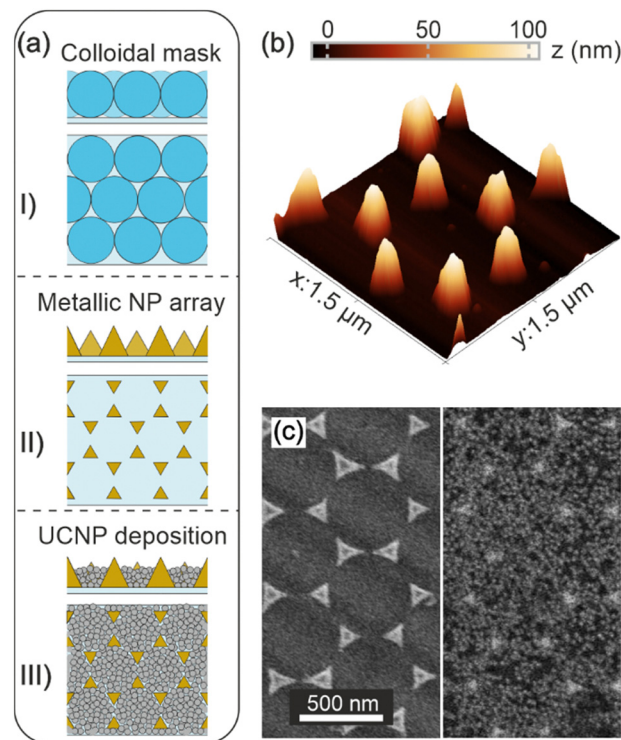 (a)
Colloidal mask
I)
Metallic NP array
II)
UCNP deposition
III)
(b)
0 50 100
z (nm)
x:1.5 µm
y:1.5 µm
(c)
500 nm